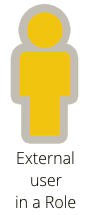 External
user
in a Role